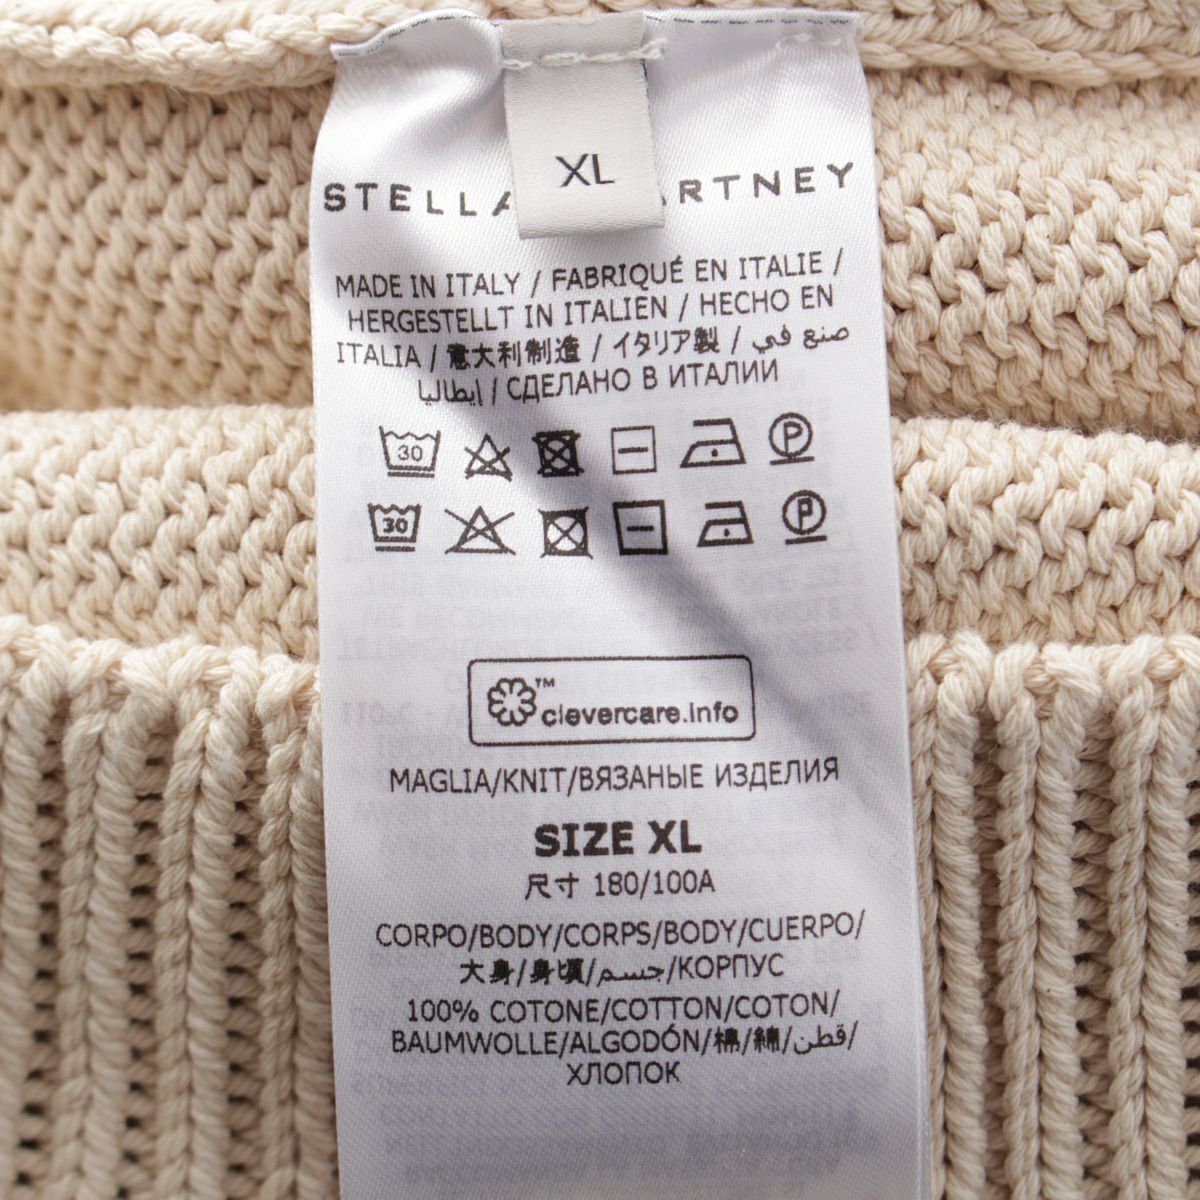 XL
STELLA ARTNEY
MADE IN ITALY / FABRIQUÉ EN ITALIE /
HERGESTELLT IN ITALIEN / HECHO EN
ITALIA / 意大利制造 / イタリア製 / صنع في
إيطاليا / СДЕЛАНО В ИТАЛИИ
30 P
30 P
™ clevercare.info
MAGLIA/KNIT/ВЯЗАНЫЕ ИЗДЕЛИЯ
SIZE XL
尺寸 180/100A
CORPO/BODY/CORPS/BODY/CUERPO/
大身/身頃/جسم/КОРПУС
100% COTONE/COTTON/COTON/
BAUMWOLLE/ALGODÓN/棉/綿/قطن/
ХЛОПОК